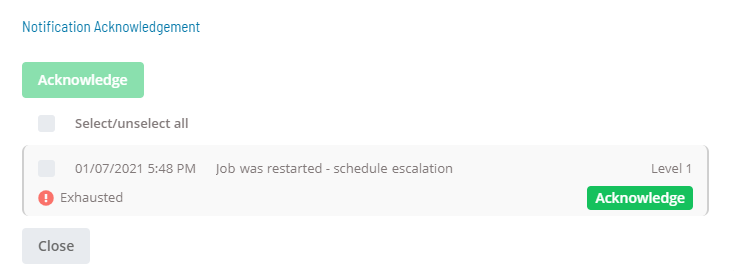 Notification Acknowledgement
Acknowledge
Select/unselect all
01/07/2021 5:48 PM Job was restarted - schedule escalation Level 1
Exhausted Acknowledge
Close